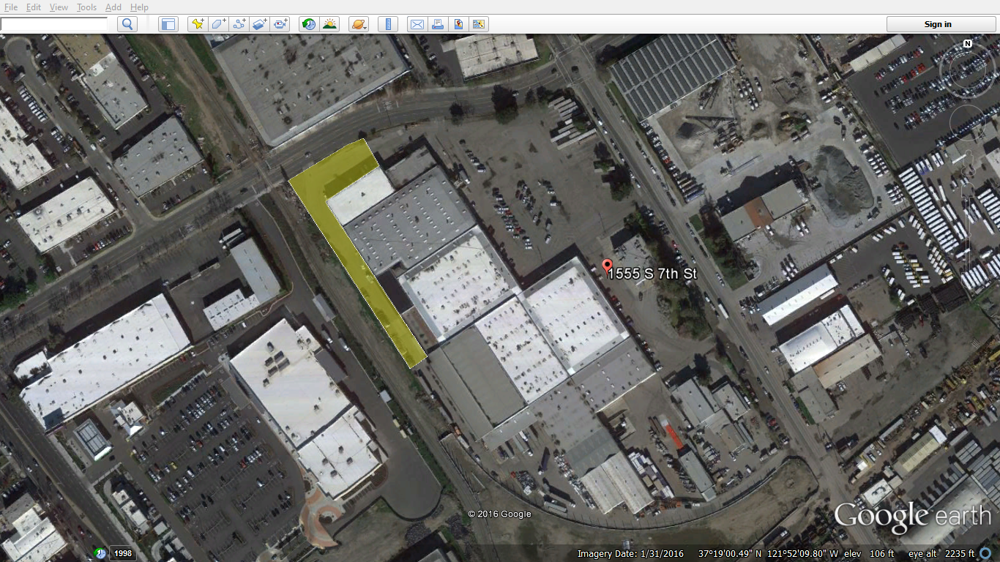 File Edit View Tools Add Help
Sign in
N
1555 S 7th St
© 2016 Google
Google earth
1998
Imagery Date: 1/31/2016 37°19'00.49" N 121°52'09.80" W elev 106 ft eye alt 2235 ft